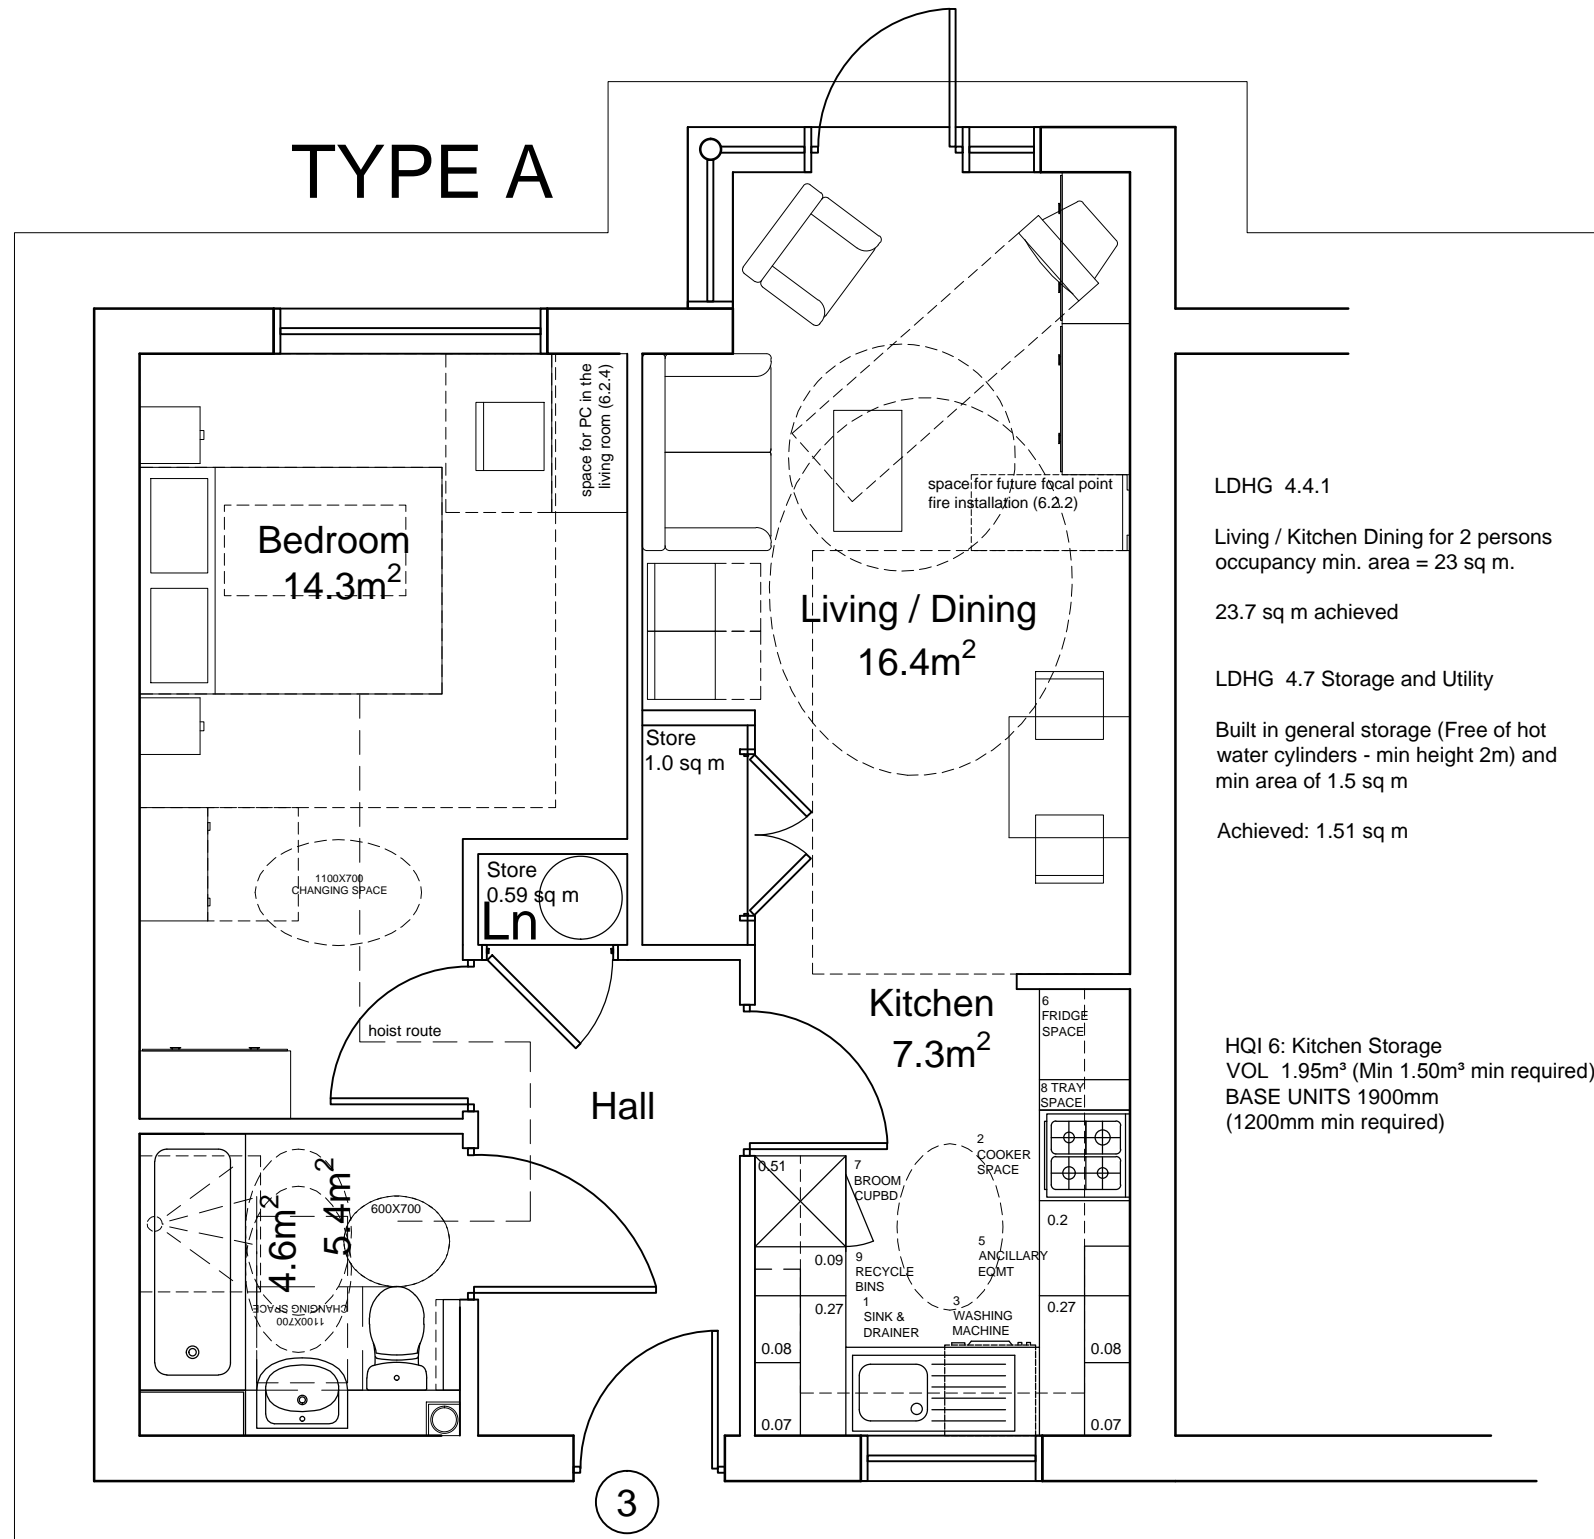 TYPE A
space for PC in the
living room (6.2.4)
Bedroom
14.3m²
space for future focal point
fire installation (6.2.2)
Living / Dining
16.4m²
Store
1.0 sq m
1100X700
CHANGING SPACE
Store
0.59 sq m
Ln
hoist route
Hall
Kitchen
7.3m²
6
FRIDGE
SPACE
8 TRAY
SPACE
2
COOKER
SPACE
0.51
7
BROOM
CUPBD
0.2
5
ANCILLARY
EQMT
0.09
9
RECYCLE
BINS
0.27
1
SINK &
DRAINER
3
WASHING
MACHINE
0.27
0.08
0.08
0.07
0.07
4.6m²
5.4m²
600X700
1100X700
CHANGING SPACE
3
LDHG 4.4.1
Living / Kitchen Dining for 2 persons
occupancy min. area = 23 sq m.
23.7 sq m achieved
LDHG 4.7 Storage and Utility
Built in general storage (Free of hot
water cylinders - min height 2m) and
min area of 1.5 sq m
Achieved: 1.51 sq m
HQI 6: Kitchen Storage
VOL 1.95m³ (Min 1.50m³ min required)
BASE UNITS 1900mm
(1200mm min required)